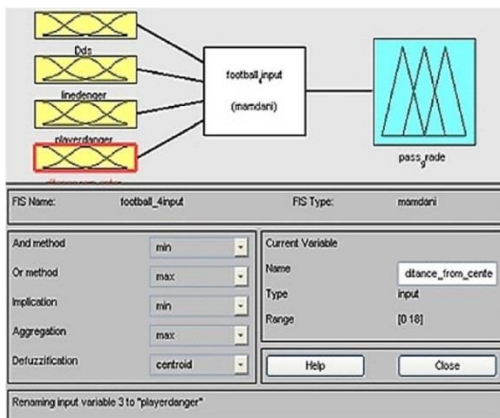 Dds
linedenger
playerdanger
football_input
(mamdani)
pass_grade
FIS Name: football_4input FIS Type: mamdani
And method min
Or method max
Implication min
Aggregation max
Defuzzification centroid
Current Variable
Name ditance_from_cente
Type input
Range [0 18]
Help Close
Renaming input variable 3 to "playerdanger"